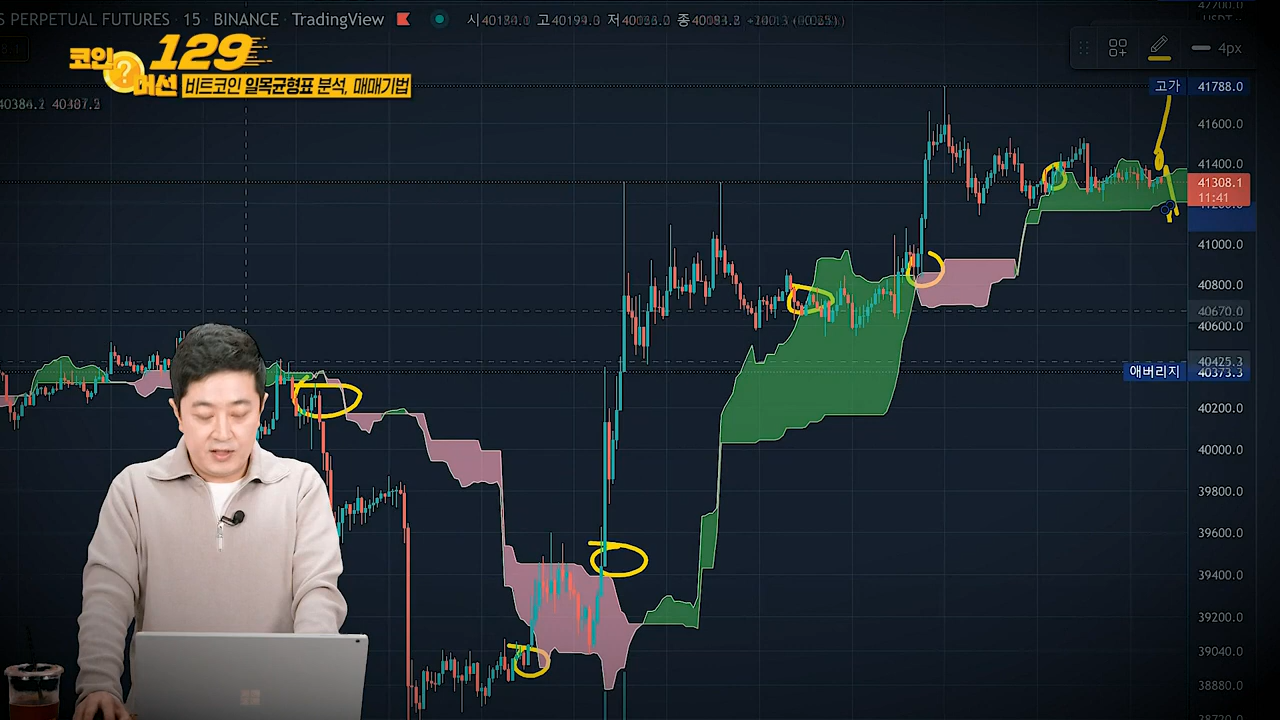 S PERPETUAL FUTURES · 15 · BINANCE · TradingView
코인 129
머선
비트코인 일목균형표 분석, 매매기법
4px
고가 41788.0
41600.0
41400.0
41308.1
11:41
41000.0
40800.0
40670.0
40600.0
40425.3
애버리지 40373.3
40200.0
40000.0
39800.0
39600.0
39400.0
39200.0
39040.0
38880.0